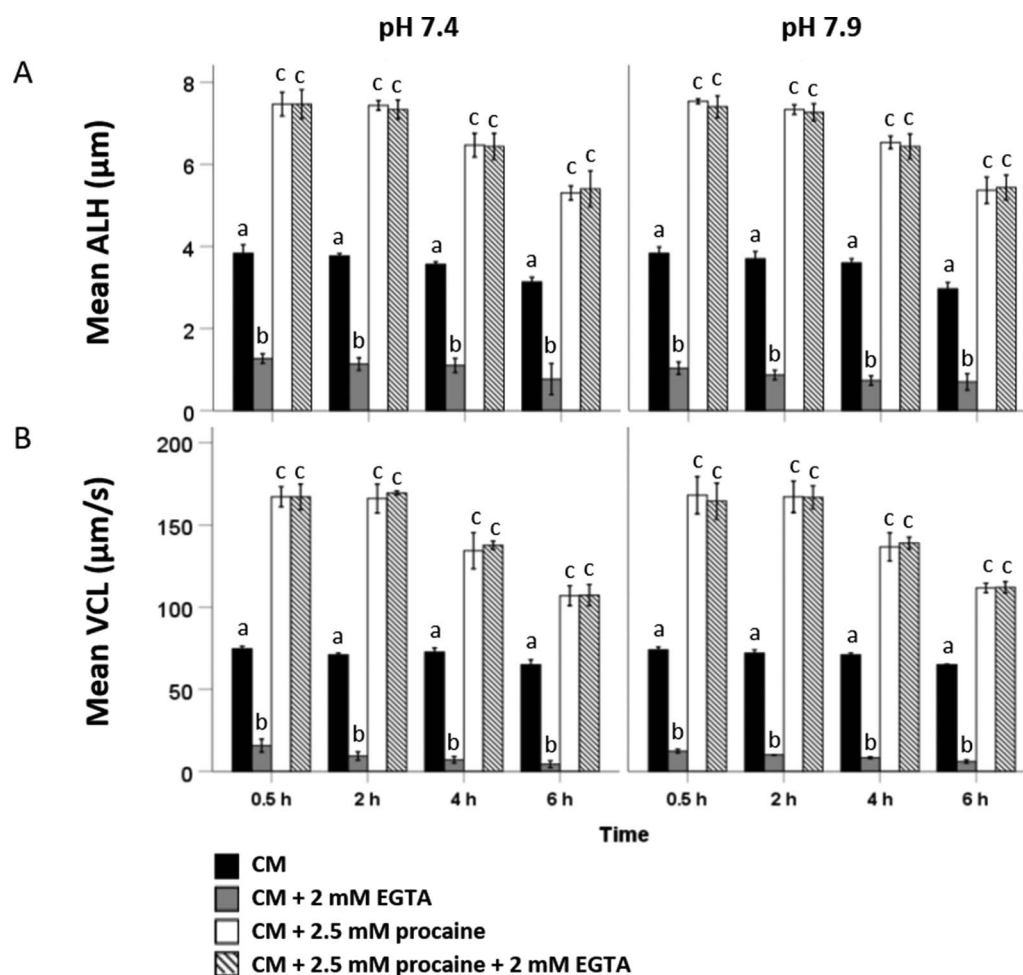 pH 7.4 pH 7.9
A
Mean ALH (µm)
8
6
4
2
0
c c c c c c c c c c c c c c c c
a a a a a a a a
b b b b b b b b
B
Mean VCL (µm/s)
200
150
100
50
0
c c c c c c c c c c c c c c c c
a a a a a a a a
b b b b b b b b
0.5 h 2 h 4 h 6 h 0.5 h 2 h 4 h 6 h
Time
CM
CM + 2 mM EGTA
CM + 2.5 mM procaine
CM + 2.5 mM procaine + 2 mM EGTA